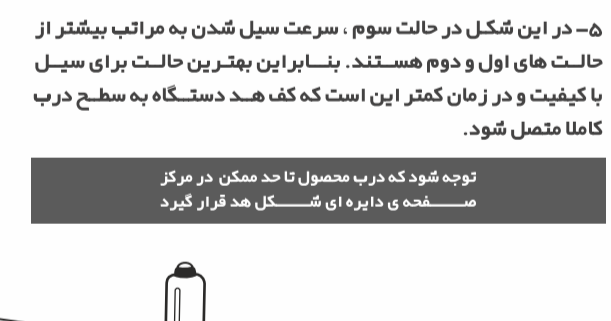 ۵- در این شکل در حالت سوم ، سرعت سیل شدن به مراتب بیشتر از
حالت های اول و دوم هستند. بنابراین بهترین حالت برای سیل
با کیفیت و در زمان کمتر این است که کف هد دستگاه به سطح درب
کاملا متصل شود.
توجه شود که درب محصول تا حد ممکن در مرکز
صفحه ی دایره ای شکل هد قرار گیرد